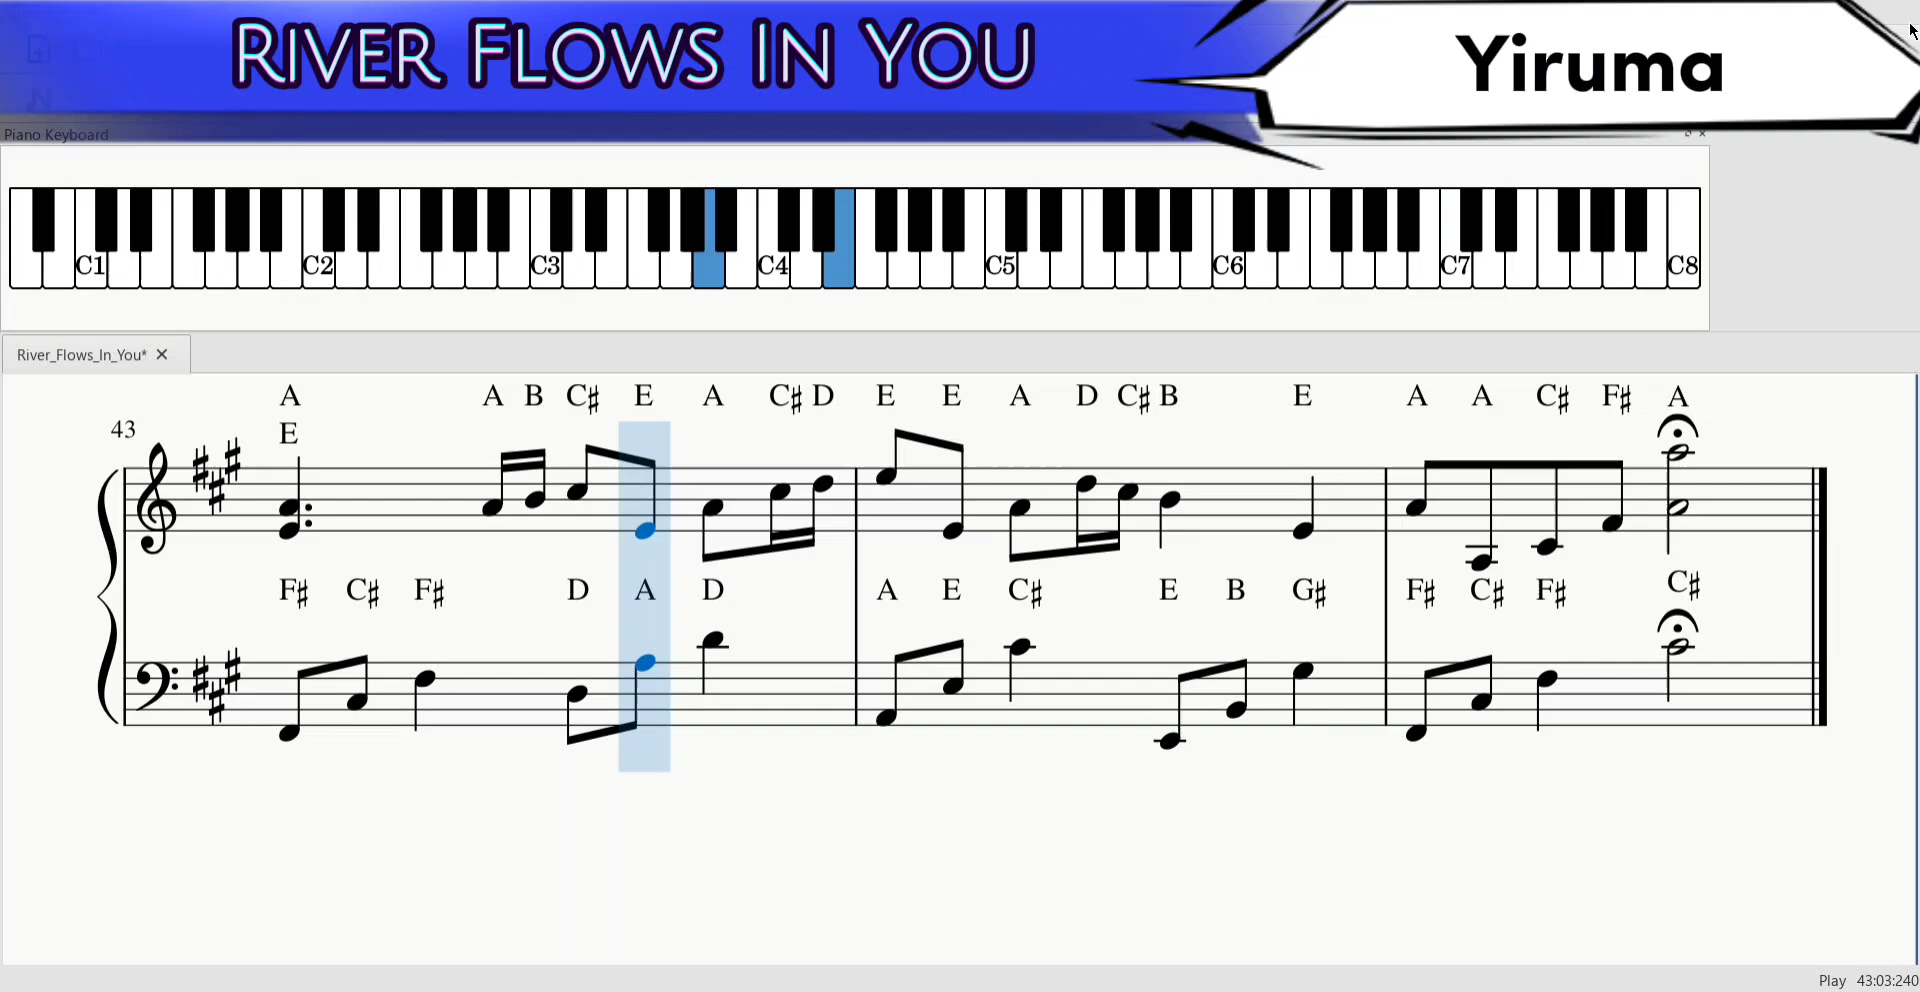 RIVER FLOWS IN YOU
Yiruma
Piano Keyboard
C1 C2 C3 C4 C5 C6 C7 C8
River_Flows_In_You* ✕
A A B C♯ E A C♯ D E E A D C♯ B E A A C♯ F♯ A
43
E
F♯ C♯ F♯ D A D A E C♯ E B G♯ F♯ C♯ F♯ C♯
Play 43:03:240